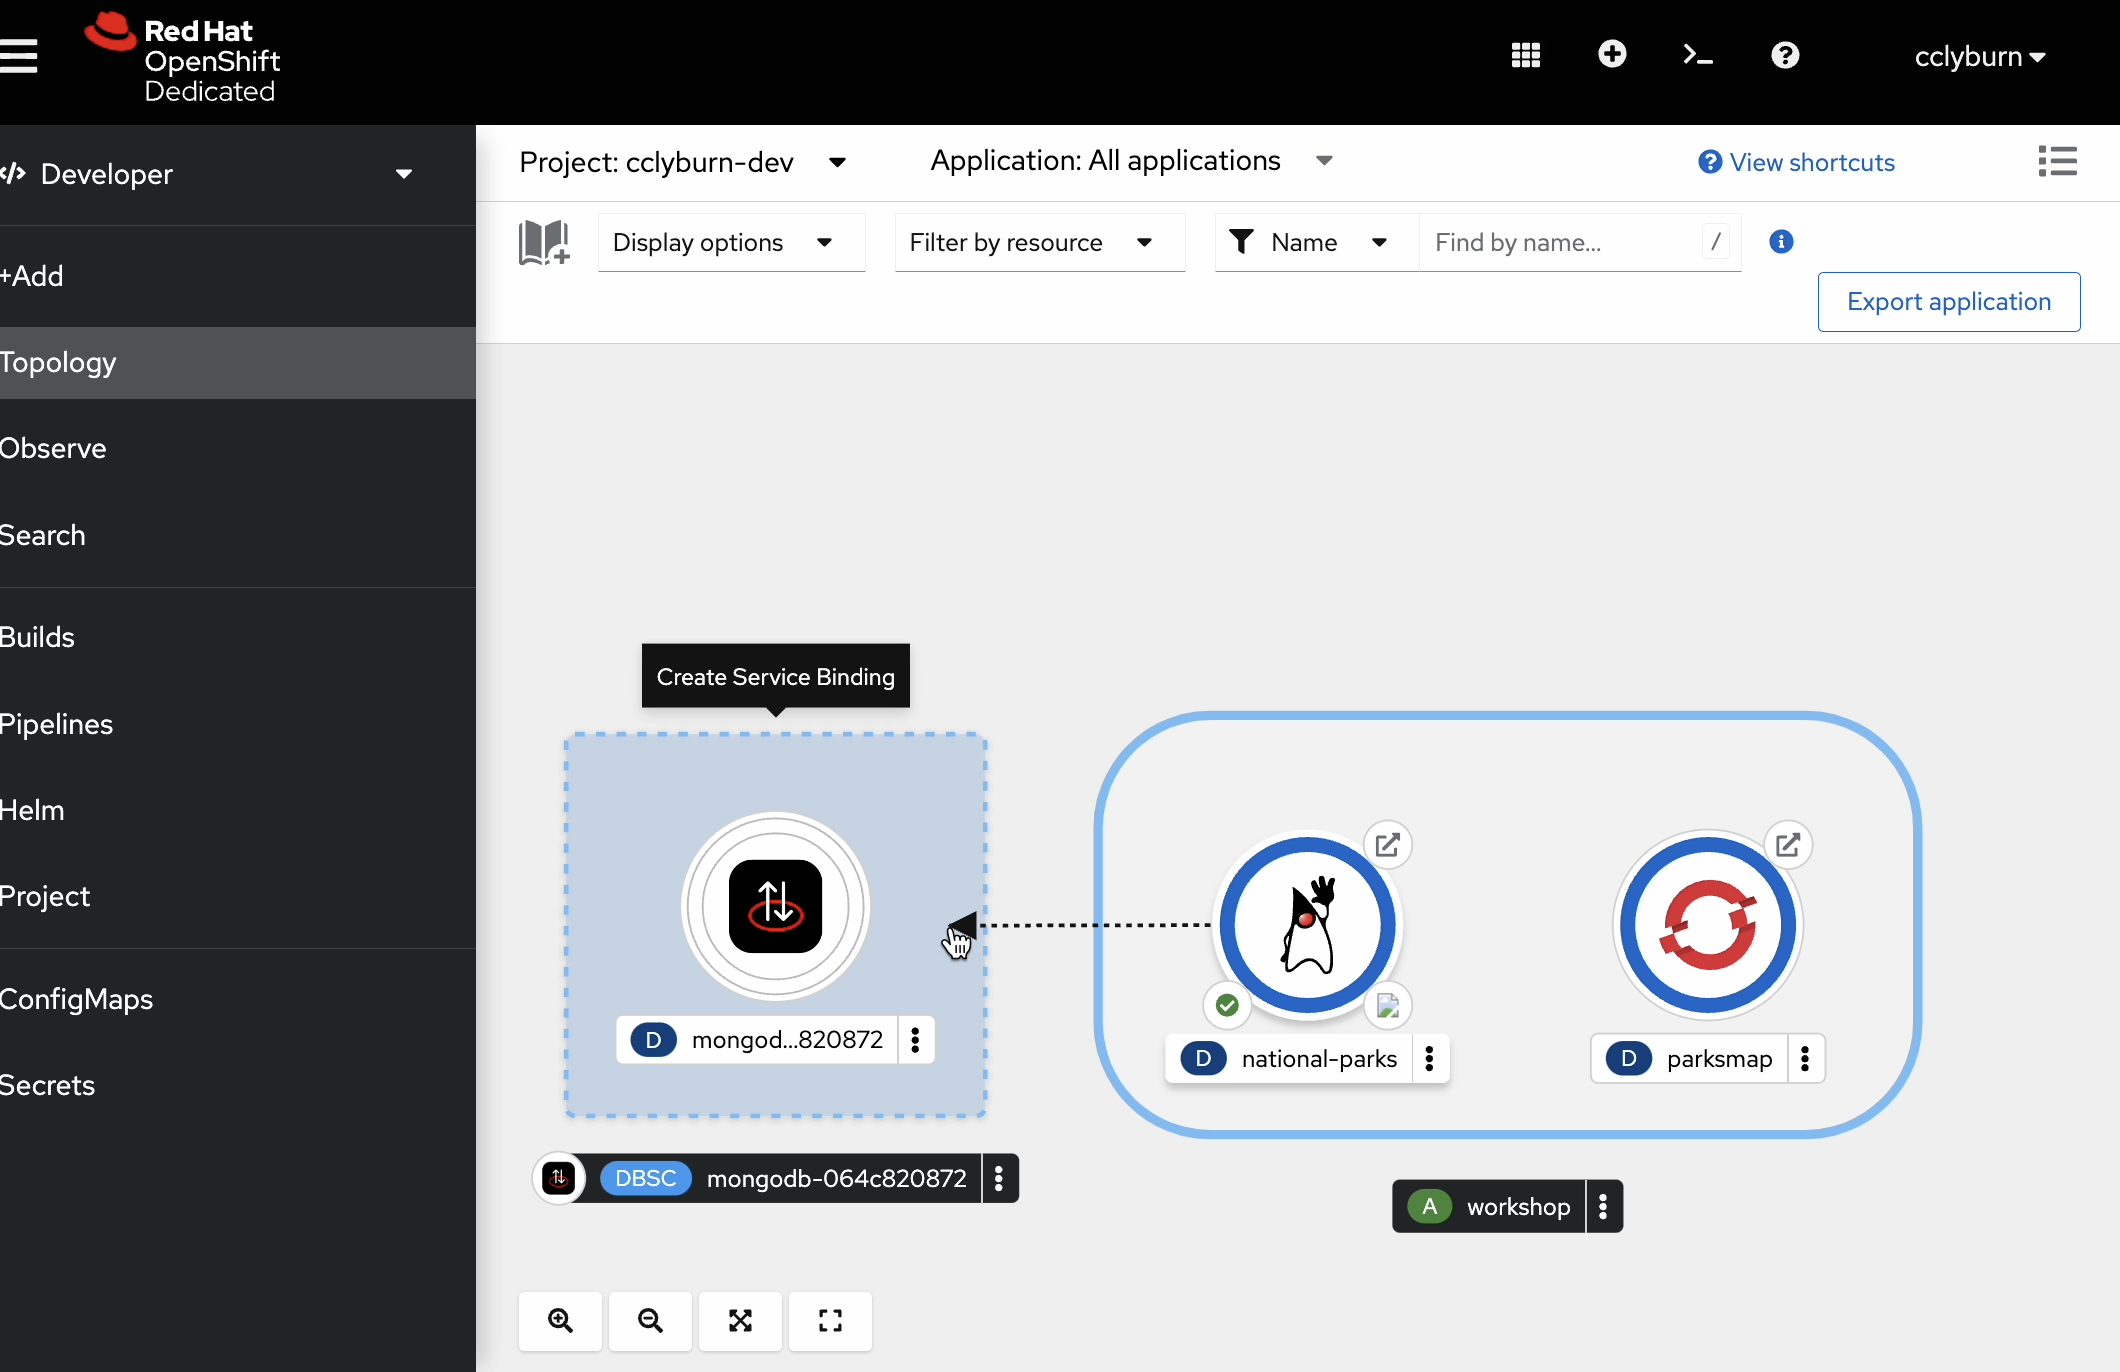 Red Hat
OpenShift
Dedicated
cclyburn
Developer
+Add
Topology
Observe
Search
Builds
Pipelines
Helm
Project
ConfigMaps
Secrets
Project: cclyburn-dev
Application: All applications
View shortcuts
Display options
Filter by resource
Name
Find by name...
/
Export application
Create Service Binding
D mongod...820872
D national-parks
D parksmap
DBSC mongodb-064c820872
A workshop